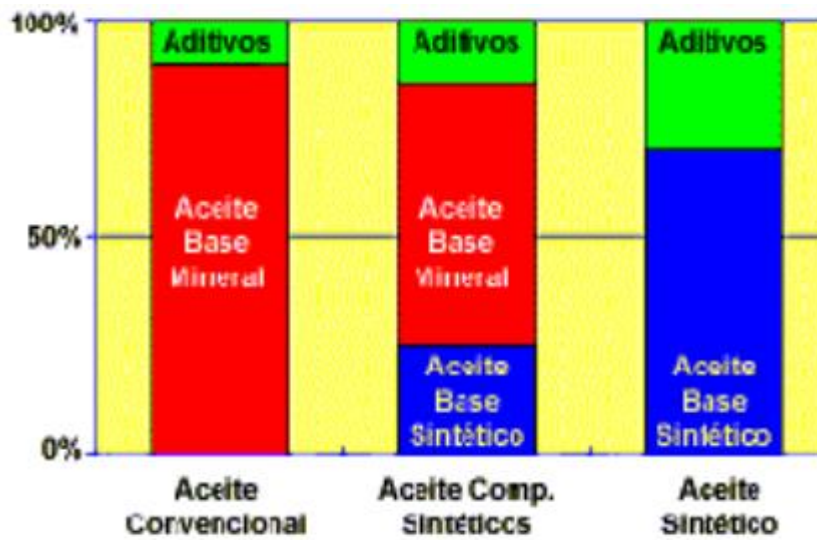 100%
Aditivos
Aditivos
Aditivos
Aceite
Base
Mineral
Aceite
Base
Mineral
50%
Aceite
Base
Sintético
Aceite
Base
Sintético
0%
Aceite
Convencional
Aceite Comp.
Sintéticos
Aceite
Sintético